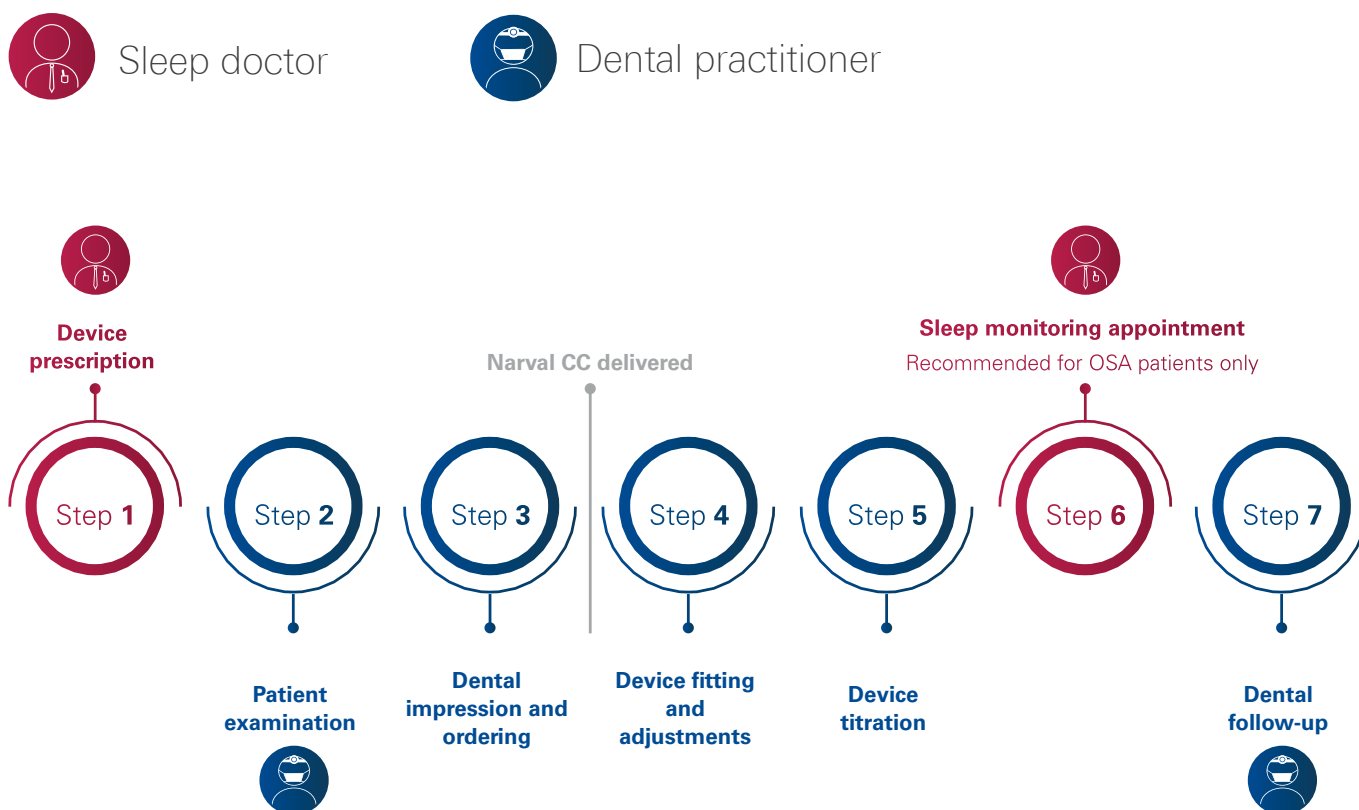 Sleep doctor
Dental practitioner
Device
prescription
Narval CC delivered
Sleep monitoring appointment
Recommended for OSA patients only
Step 1
Step 2
Step 3
Step 4
Step 5
Step 6
Step 7
Patient
examination
Dental
impression and
ordering
Device fitting
and
adjustments
Device
titration
Dental
follow-up